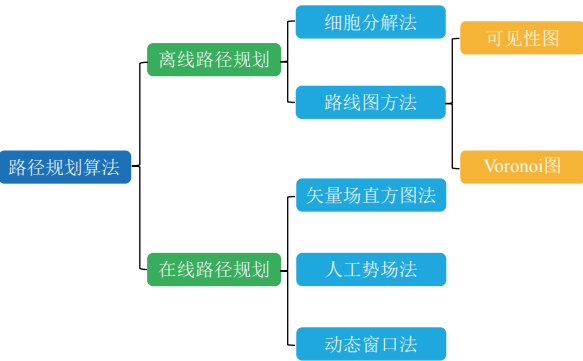 细胞分解法
可见性图
离线路径规划
路线图方法
路径规划算法
Voronoi图
矢量场直方图法
在线路径规划
人工势场法
动态窗口法